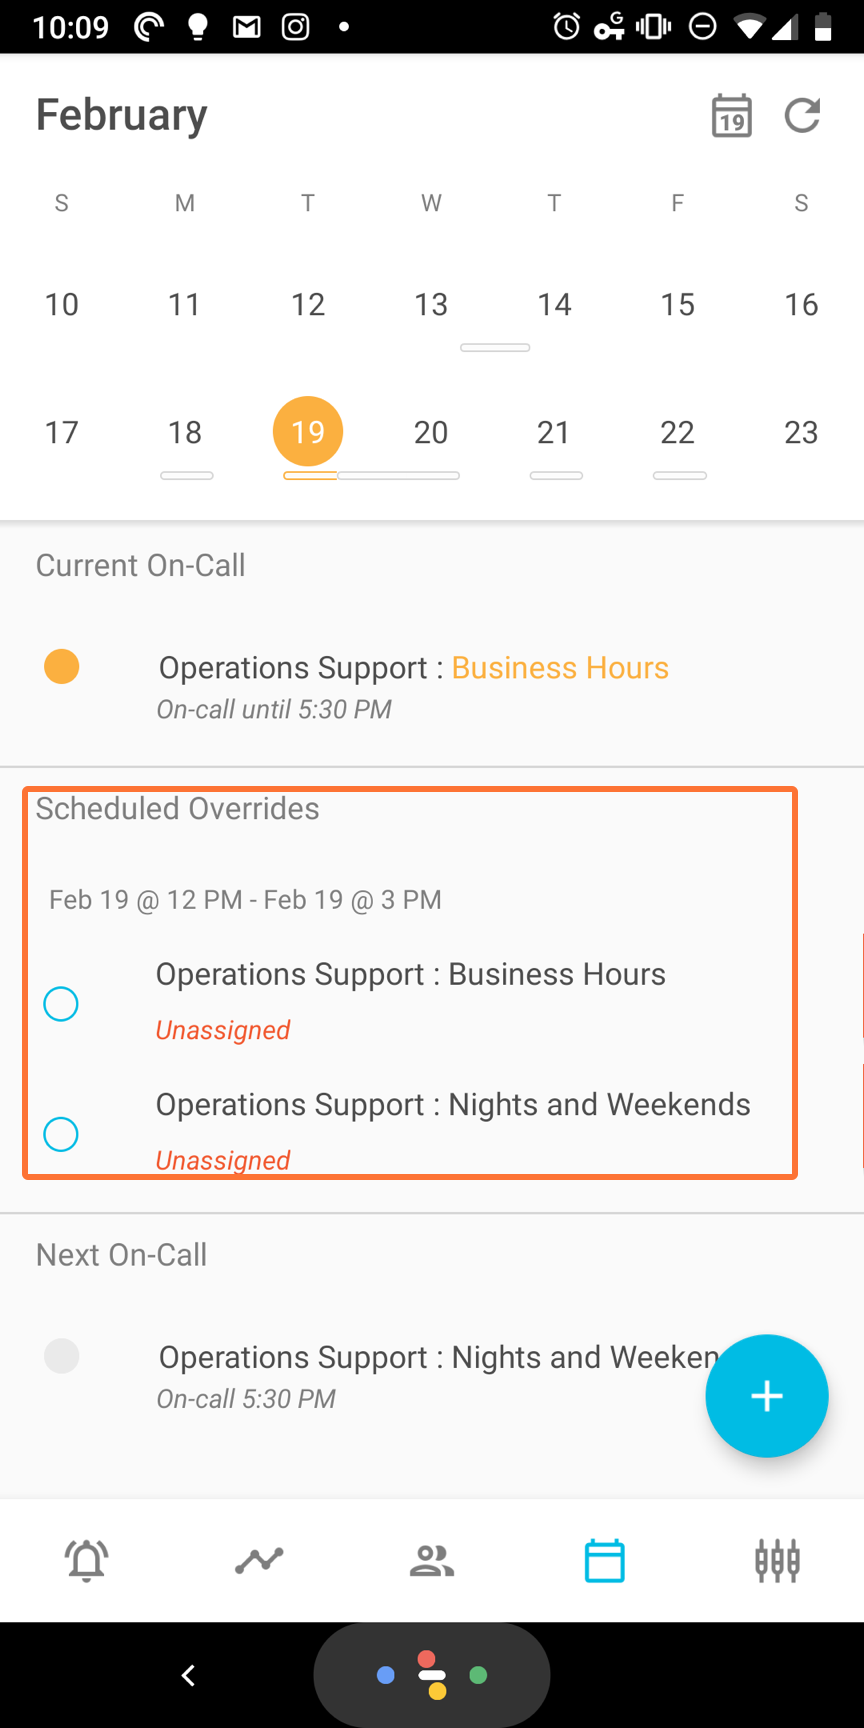 10:09
G
February
19
S M T W T F S
10 11 12 13 14 15 16
17 18 19 20 21 22 23
Current On-Call
Operations Support : Business Hours
On-call until 5:30 PM
Scheduled Overrides
Feb 19 @ 12 PM - Feb 19 @ 3 PM
Operations Support : Business Hours
Unassigned
Operations Support : Nights and Weekends
Unassigned
Next On-Call
Operations Support : Nights and Weeken
On-call 5:30 PM